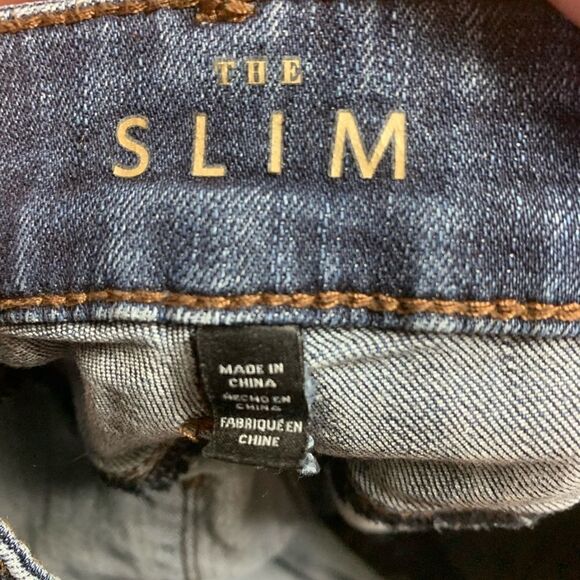 THE
SLIM
MADE IN
CHINA
HECHO EN
CHINA
FABRIQUÉ EN
CHINE